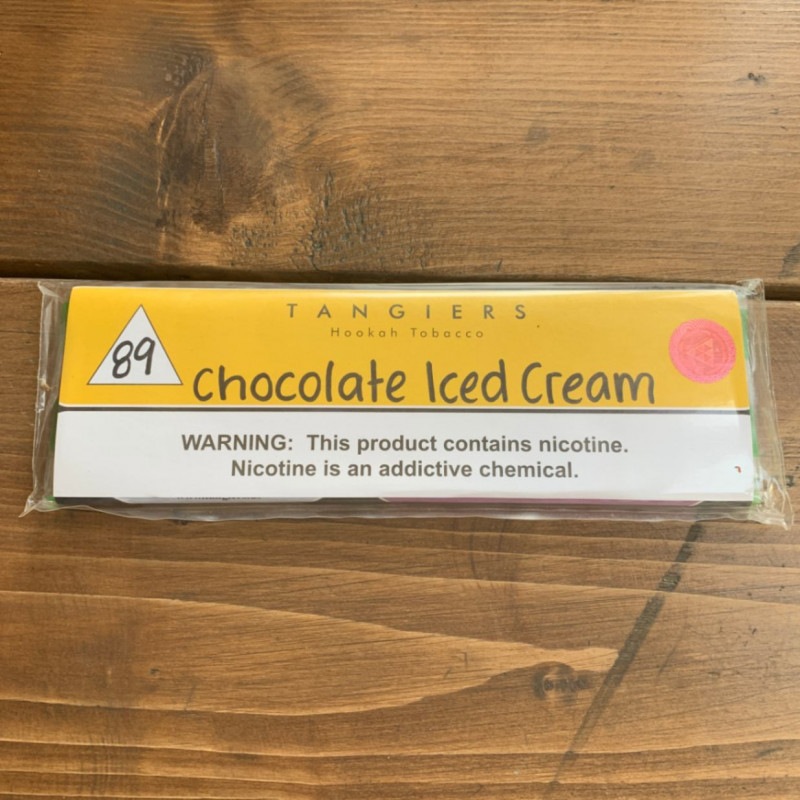 TANGIERS
Hookah Tobacco
89
Chocolate Iced Cream
WARNING: This product contains nicotine.
Nicotine is an addictive chemical.